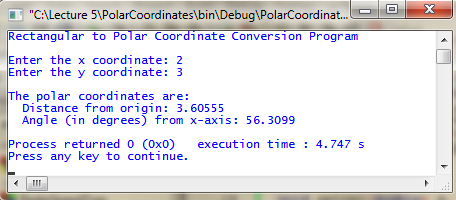 "C:\Lecture 5\PolarCoordinates\bin\Debug\PolarCoordinat...
Rectangular to Polar Coordinate Conversion Program
Enter the x coordinate: 2
Enter the y coordinate: 3
The polar coordinates are:
  Distance from origin: 3.60555
  Angle (in degrees) from x-axis: 56.3099
Process returned 0 (0x0)   execution time : 4.747 s
Press any key to continue.